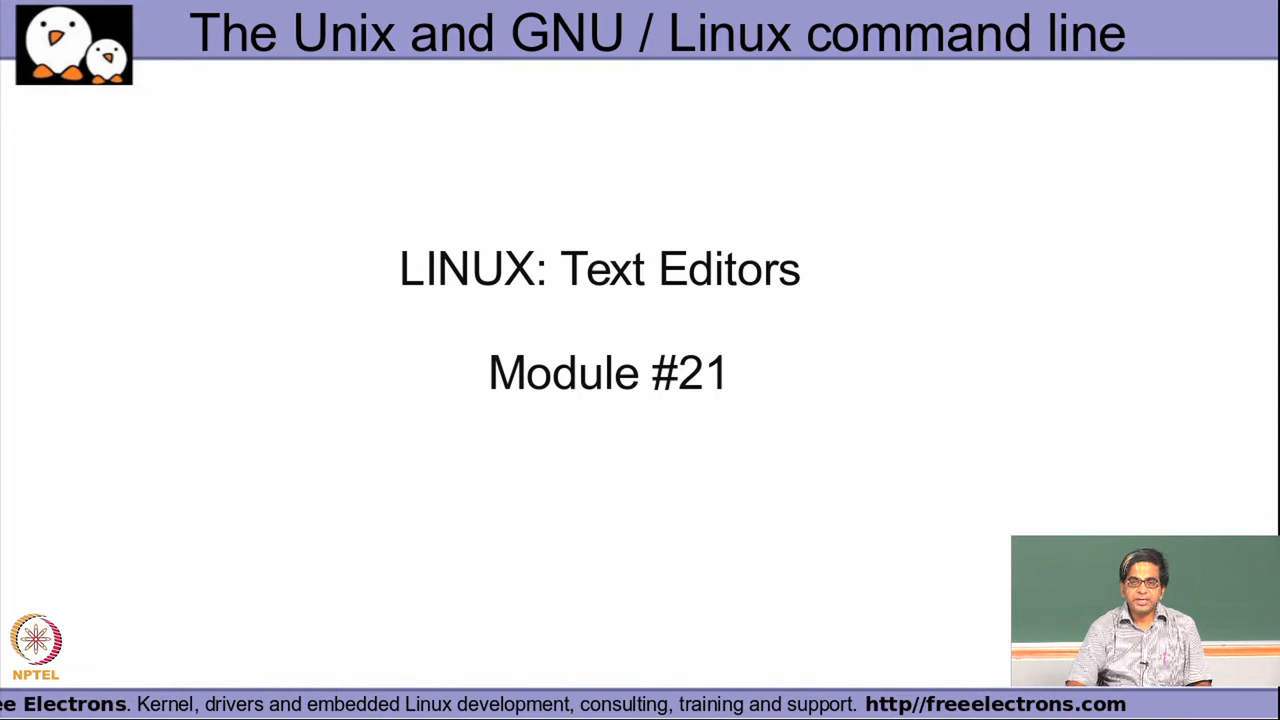 The Unix and GNU / Linux command line
LINUX: Text Editors
Module #21
NPTEL
ee Electrons. Kernel, drivers and embedded Linux development, consulting, training and support. http//freeelectrons.com